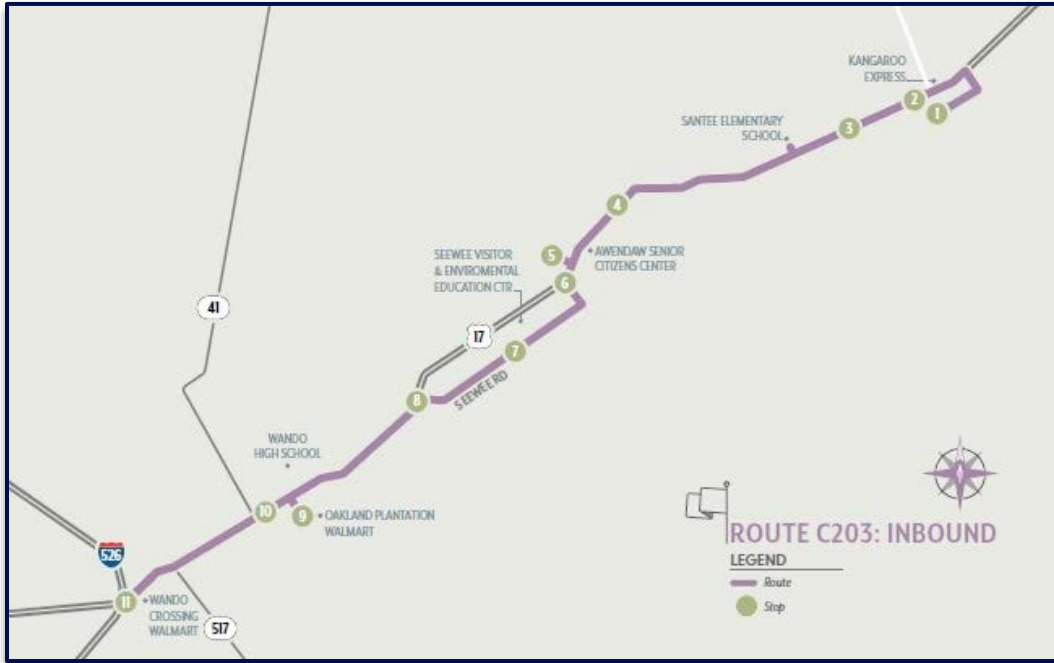 KANGAROO
EXPRESS
2
1
SANTEE ELEMENTARY
SCHOOL
3
4
5
AWENDAW SENIOR
CITIZENS CENTER
SEEWEE VISITOR
& ENVIROMENTAL
EDUCATION CTR
6
41
17
7
SEEWEE RD
8
WANDO
HIGH SCHOOL
10
9
OAKLAND PLANTATION
WALMART
526
11
WANDO
CROSSING
WALMART
517
ROUTE C203: INBOUND
LEGEND
Route
Stop